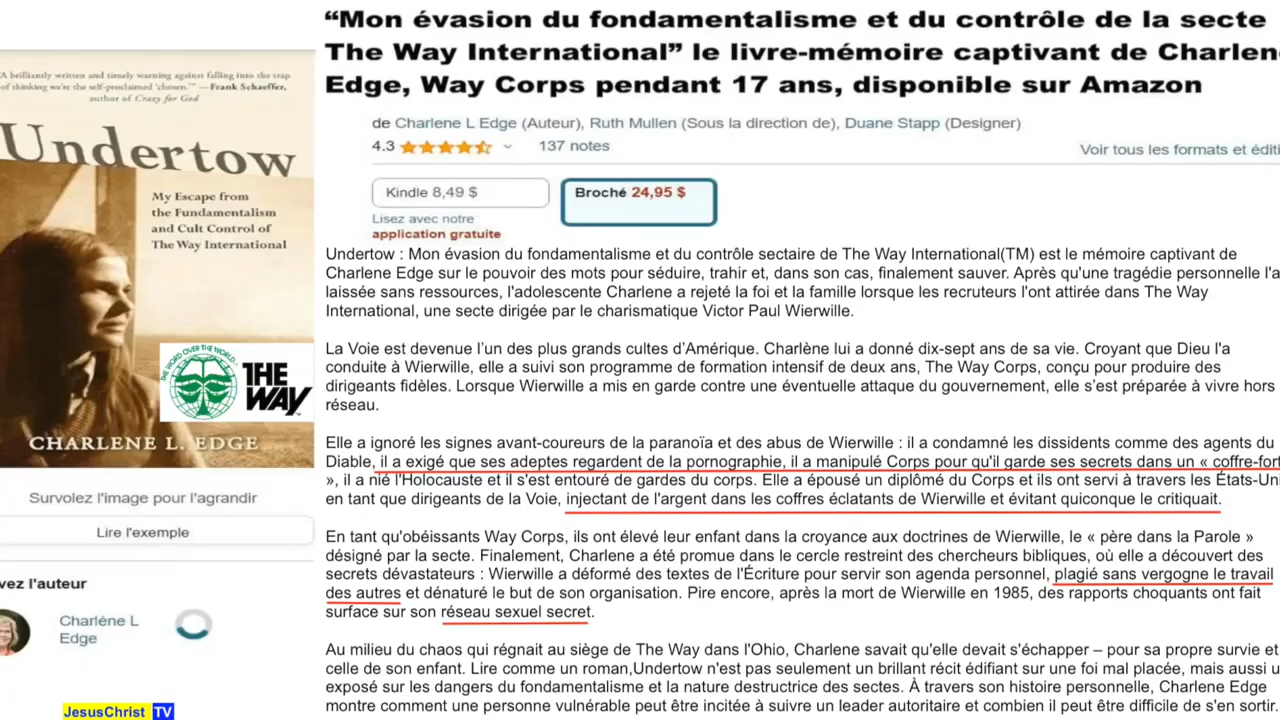 “Mon évasion du fondamentalisme et du contrôle de la secte
The Way International” le livre-mémoire captivant de Charlene
Edge, Way Corps pendant 17 ans, disponible sur Amazon
de Charlene L Edge (Auteur), Ruth Mullen (Sous la direction de), Duane Stapp (Designer)
4.3 137 notes
Voir tous les formats et éditi
Kindle 8,49 $
Broché 24,95 $
Lisez avec notre
application gratuite
"A brilliantly written and timely warning against falling into the trap
of thinking we're the self-proclaimed 'chosen.'" —Frank Schaeffer,
author of Crazy for God
Undertow
My Escape from
the Fundamentalism
and Cult Control of
The Way International
THE WORD OVER THE WORLD
THE
WAY
CHARLENE L. EDGE
Survolez l'image pour l'agrandir
Lire l'exemple
vez l'auteur
Charlène L
Edge
JesusChrist TV
Undertow : Mon évasion du fondamentalisme et du contrôle sectaire de The Way International(TM) est le mémoire captivant de
Charlene Edge sur le pouvoir des mots pour séduire, trahir et, dans son cas, finalement sauver. Après qu'une tragédie personnelle l'a
laissée sans ressources, l'adolescente Charlene a rejeté la foi et la famille lorsque les recruteurs l'ont attirée dans The Way
International, une secte dirigée par le charismatique Victor Paul Wierwille.
La Voie est devenue l’un des plus grands cultes d’Amérique. Charlène lui a donné dix-sept ans de sa vie. Croyant que Dieu l'a
conduite à Wierwille, elle a suivi son programme de formation intensif de deux ans, The Way Corps, conçu pour produire des
dirigeants fidèles. Lorsque Wierwille a mis en garde contre une éventuelle attaque du gouvernement, elle s’est préparée à vivre hors
réseau.
Elle a ignoré les signes avant-coureurs de la paranoïa et des abus de Wierwille : il a condamné les dissidents comme des agents du
Diable, il a exigé que ses adeptes regardent de la pornographie, il a manipulé Corps pour qu'il garde ses secrets dans un « coffre-fort
», il a nié l'Holocauste et il s'est entouré de gardes du corps. Elle a épousé un diplômé du Corps et ils ont servi à travers les États-Uni
en tant que dirigeants de la Voie, injectant de l'argent dans les coffres éclatants de Wierwille et évitant quiconque le critiquait.
En tant qu'obéissants Way Corps, ils ont élevé leur enfant dans la croyance aux doctrines de Wierwille, le « père dans la Parole »
désigné par la secte. Finalement, Charlene a été promue dans le cercle restreint des chercheurs bibliques, où elle a découvert des
secrets dévastateurs : Wierwille a déformé des textes de l'Écriture pour servir son agenda personnel, plagié sans vergogne le travail
des autres et dénaturé le but de son organisation. Pire encore, après la mort de Wierwille en 1985, des rapports choquants ont fait
surface sur son réseau sexuel secret.
Au milieu du chaos qui régnait au siège de The Way dans l'Ohio, Charlene savait qu'elle devait s'échapper – pour sa propre survie et
celle de son enfant. Lire comme un roman,Undertow n'est pas seulement un brillant récit édifiant sur une foi mal placée, mais aussi u
exposé sur les dangers du fondamentalisme et la nature destructrice des sectes. À travers son histoire personnelle, Charlene Edge
montre comment une personne vulnérable peut être incitée à suivre un leader autoritaire et combien il peut être difficile de s'en sortir.